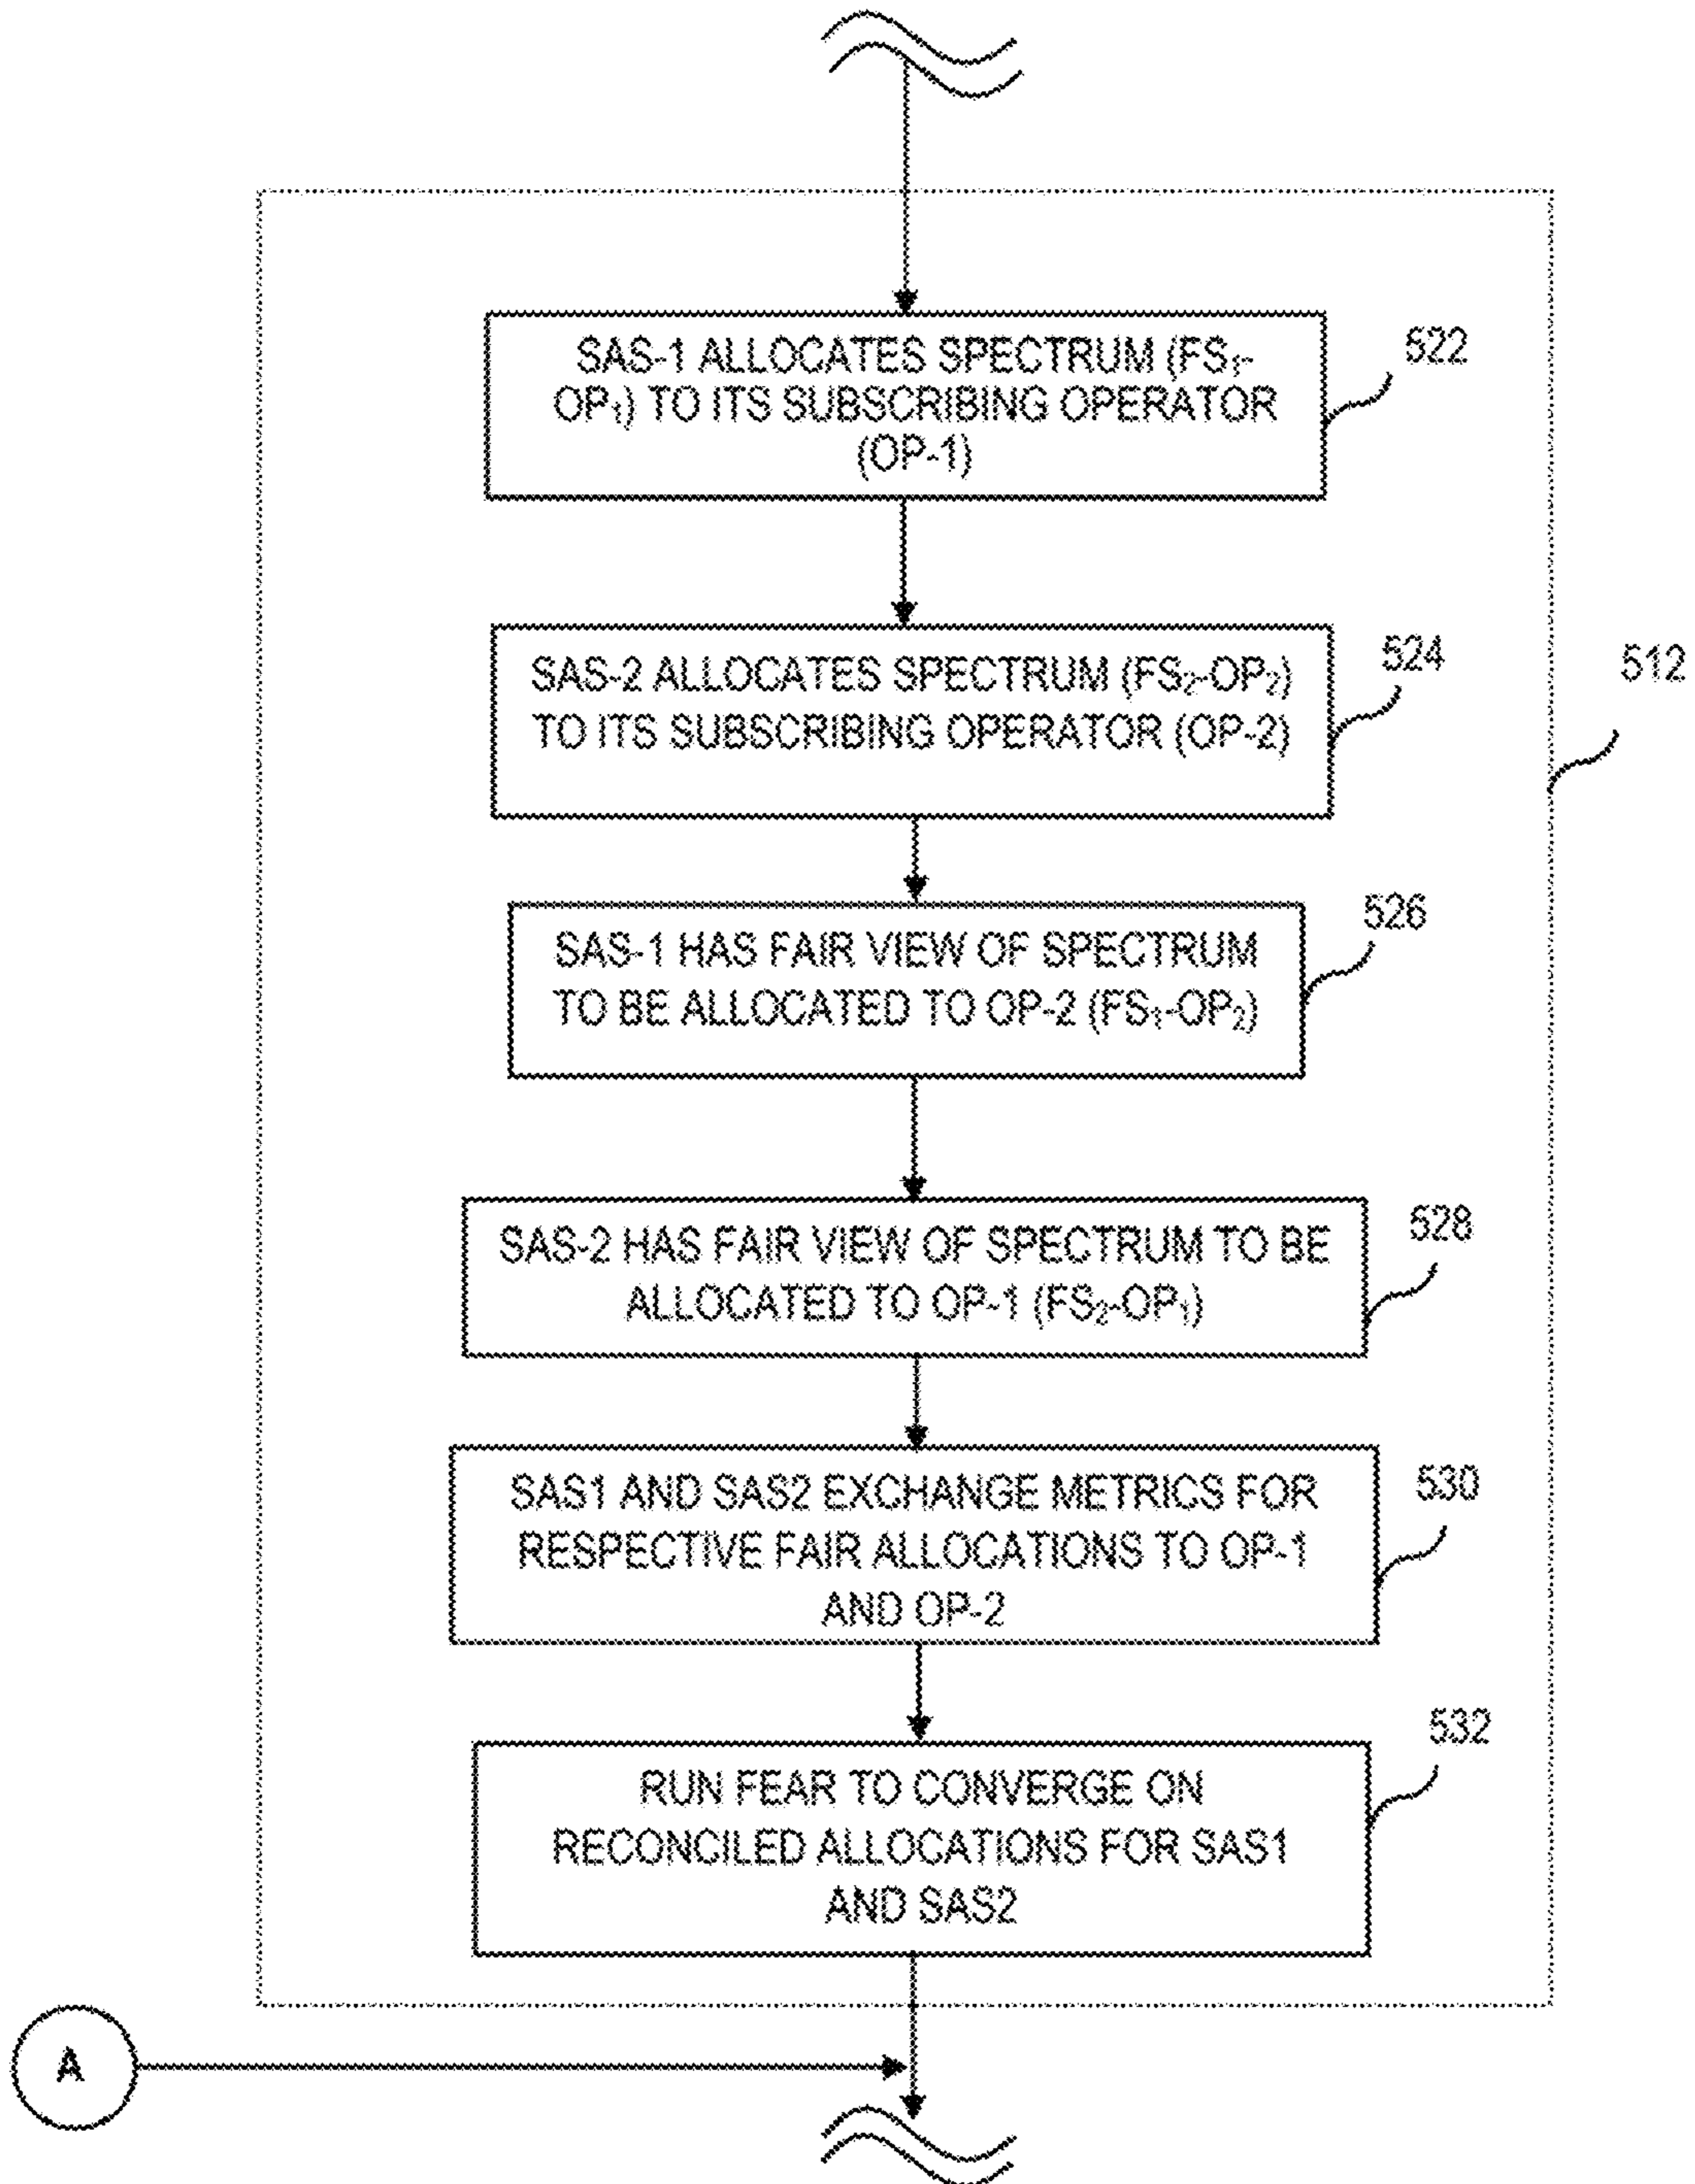 SAS-1 ALLOCATES SPECTRUM (FS₁-
OP₁) TO ITS SUBSCRIBING OPERATOR
(OP-1)
522
SAS-2 ALLOCATES SPECTRUM (FS₂-OP₂)
TO ITS SUBSCRIBING OPERATOR (OP-2)
524
512
SAS-1 HAS FAIR VIEW OF SPECTRUM
TO BE ALLOCATED TO OP-2 (FS₁-OP₂)
526
SAS-2 HAS FAIR VIEW OF SPECTRUM TO BE
ALLOCATED TO OP-1 (FS₂-OP₁)
528
SAS1 AND SAS2 EXCHANGE METRICS FOR
RESPECTIVE FAIR ALLOCATIONS TO OP-1
AND OP-2
530
RUN FEAR TO CONVERGE ON
RECONCILED ALLOCATIONS FOR SAS1
AND SAS2
532
A